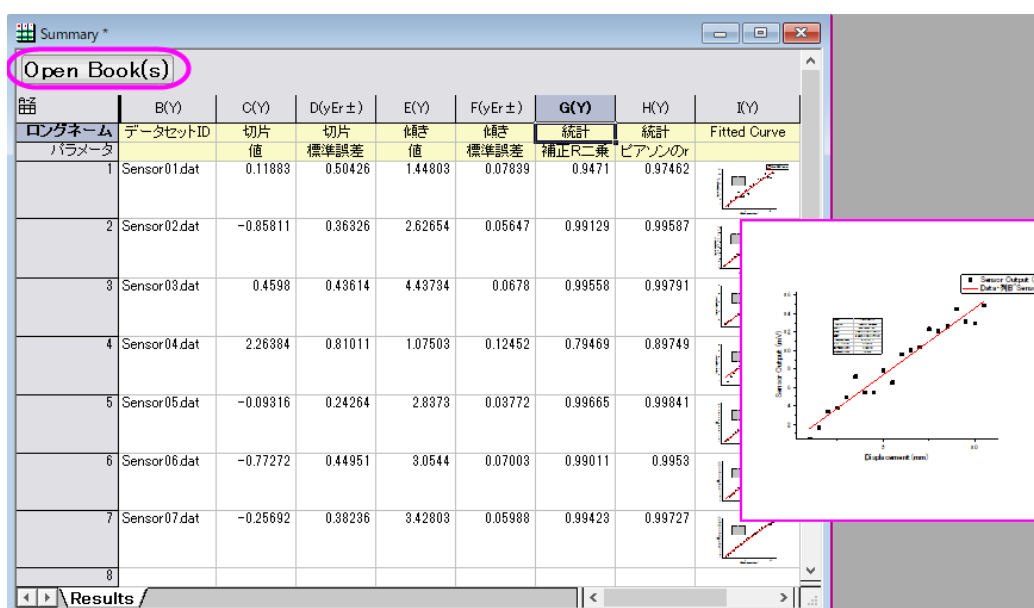 Summary *
Open Book(s)
B(Y) C(Y) D(yEr±) E(Y) F(yEr±) G(Y) H(Y) I(Y)
ロングネーム データセットID 切片 切片 傾き 傾き 統計 統計 Fitted Curve
パラメータ 値 標準誤差 値 標準誤差 補正R二乗 ピアソンのr
1 Sensor01.dat 0.11883 0.50426 1.44803 0.07839 0.9471 0.97462
2 Sensor02.dat -0.85811 0.36326 2.62654 0.05647 0.99129 0.99587
3 Sensor03.dat 0.4598 0.43614 4.43734 0.0678 0.99558 0.99791
4 Sensor04.dat 2.26384 0.81011 1.07503 0.12452 0.79469 0.89749
5 Sensor05.dat -0.09316 0.24264 2.8373 0.03772 0.99665 0.99841
6 Sensor06.dat -0.77272 0.44951 3.0544 0.07003 0.99011 0.9953
7 Sensor07.dat -0.25692 0.38236 3.42803 0.05988 0.99423 0.99727
8
Results
Sensor Output
Sensor Output (mV)
Displacement (mm)